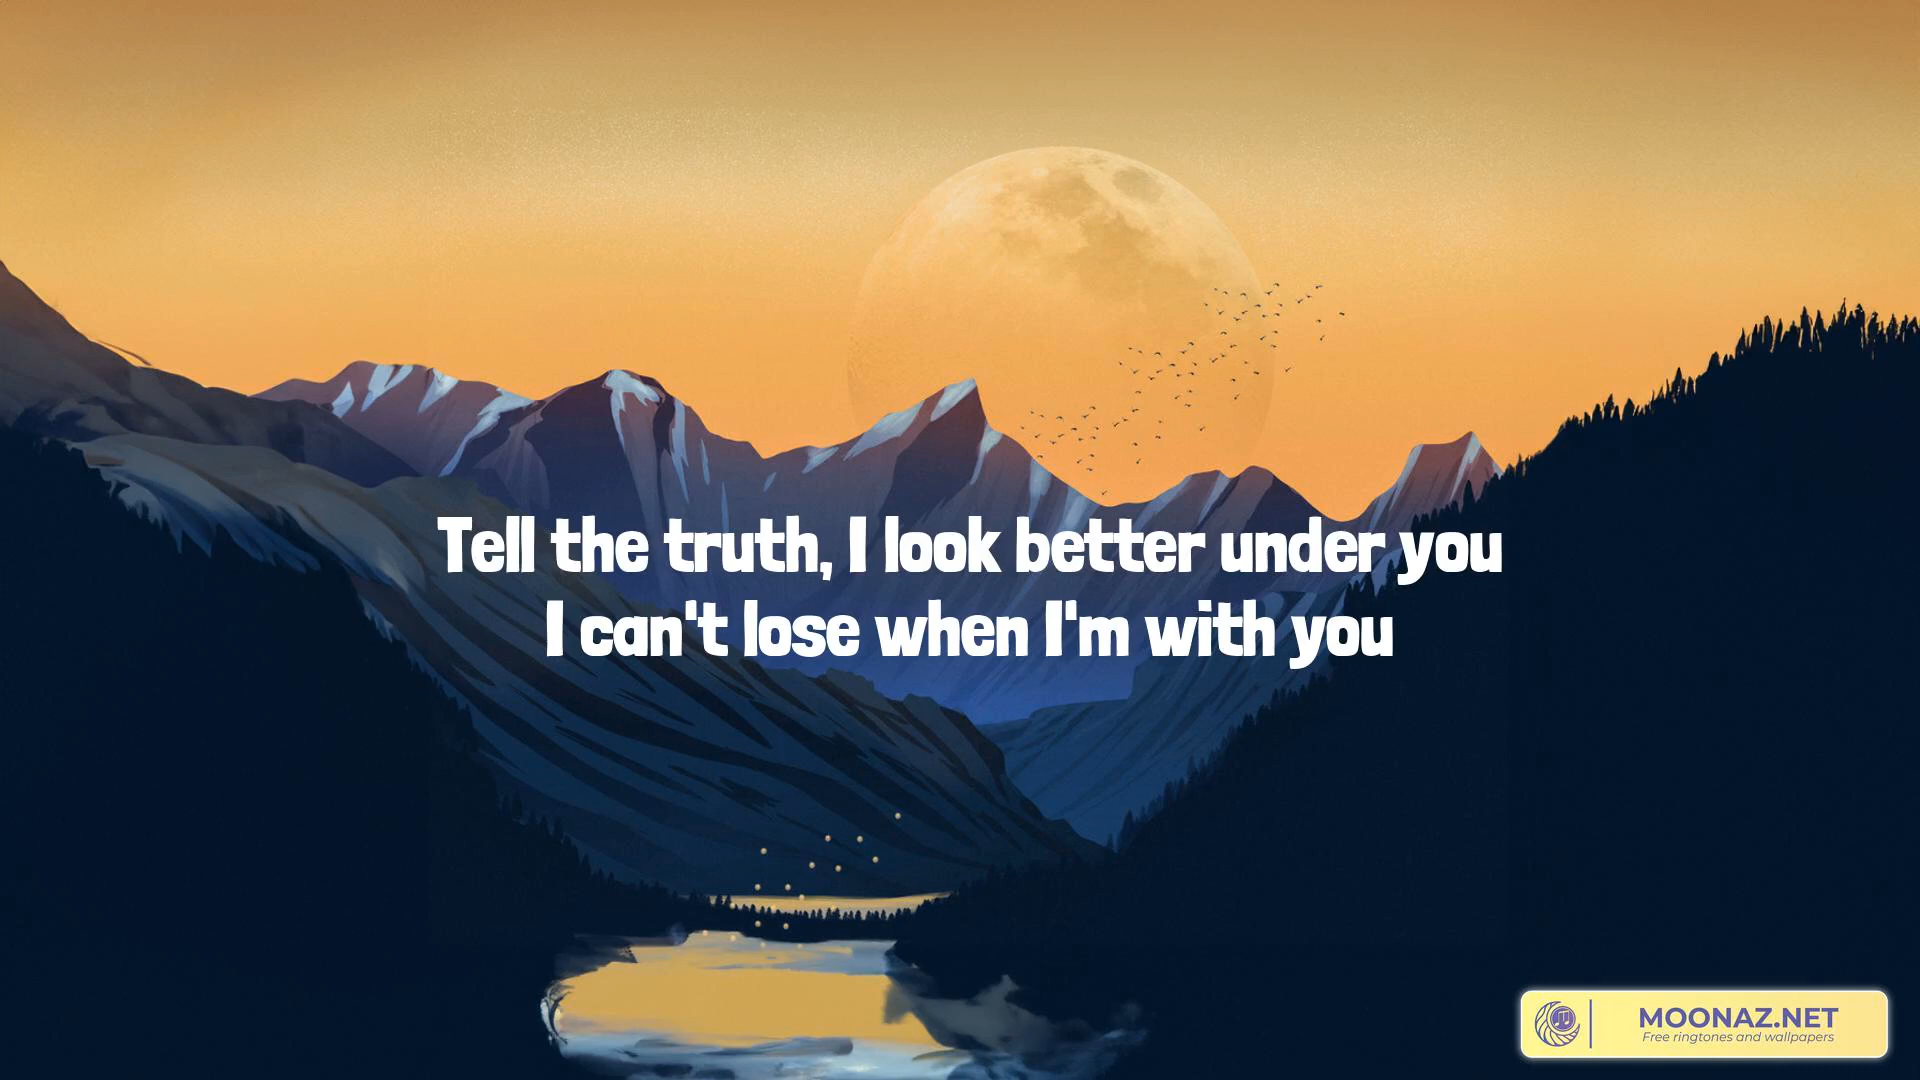 Tell the truth, I look better under you
I can't lose when I'm with you
MOONAZ.NET
Free ringtones and wallpapers